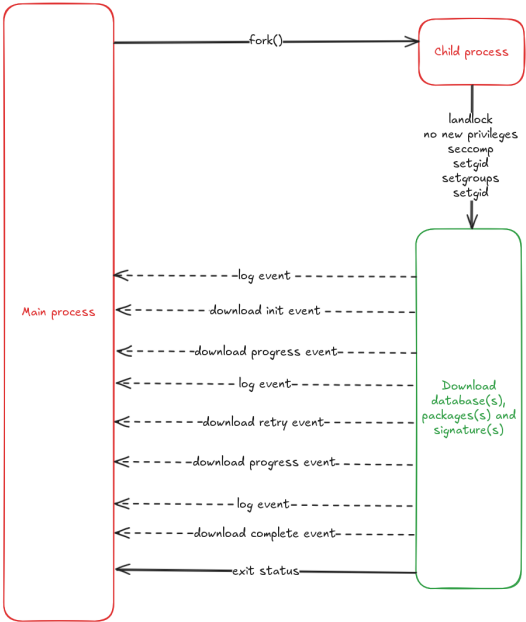 fork()
Child process
landlock
no new privileges
seccomp
setgid
setgroups
setgid
log event
download init event
Main process
download progress event
log event
Download
database(s),
packages(s) and
signature(s)
download retry event
download progress event
log event
download complete event
exit status